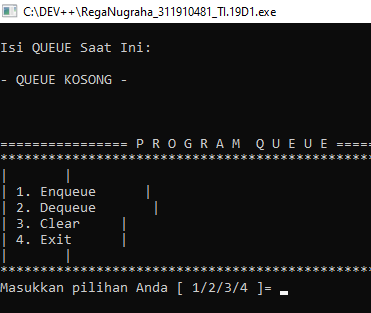 C:\DEV++\RegaNugraha_311910481_TI.19D1.exe
Isi QUEUE Saat Ini:
- QUEUE KOSONG -
================ P R O G R A M  Q U E U E =====
***********************************************
|       |
| 1. Enqueue      |
| 2. Dequeue       |
| 3. Clear     |
| 4. Exit      |
|       |
***********************************************
Masukkan pilihan Anda [ 1/2/3/4 ]= _